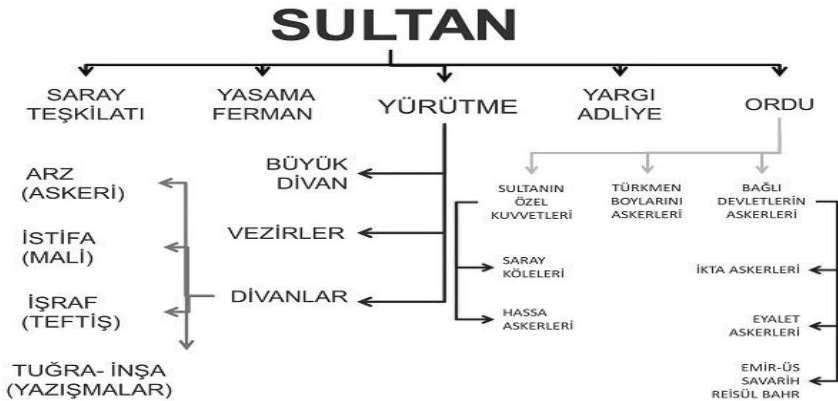 SULTAN
SARAY
TEŞKİLATI
YASAMA
FERMAN
YÜRÜTME
YARGI
ADLİYE
ORDU
ARZ
(ASKERİ)
İSTİFA
(MALİ)
İŞRAF
(TEFTİŞ)
TUĞRA- İNŞA
(YAZIŞMALAR)
BÜYÜK
DİVAN
VEZİRLER
DİVANLAR
SULTANIN
ÖZEL
KUVVETLERİ
SARAY
KÖLELERİ
HASSA
ASKERLERİ
TÜRKMEN
BOYLARINI
ASKERLERİ
BAĞLI
DEVLETLERİN
ASKERLERİ
İKTA ASKERLERİ
EYALET
ASKERLERİ
EMİR-ÜS
SAVARİH
REİSÜL BAHR